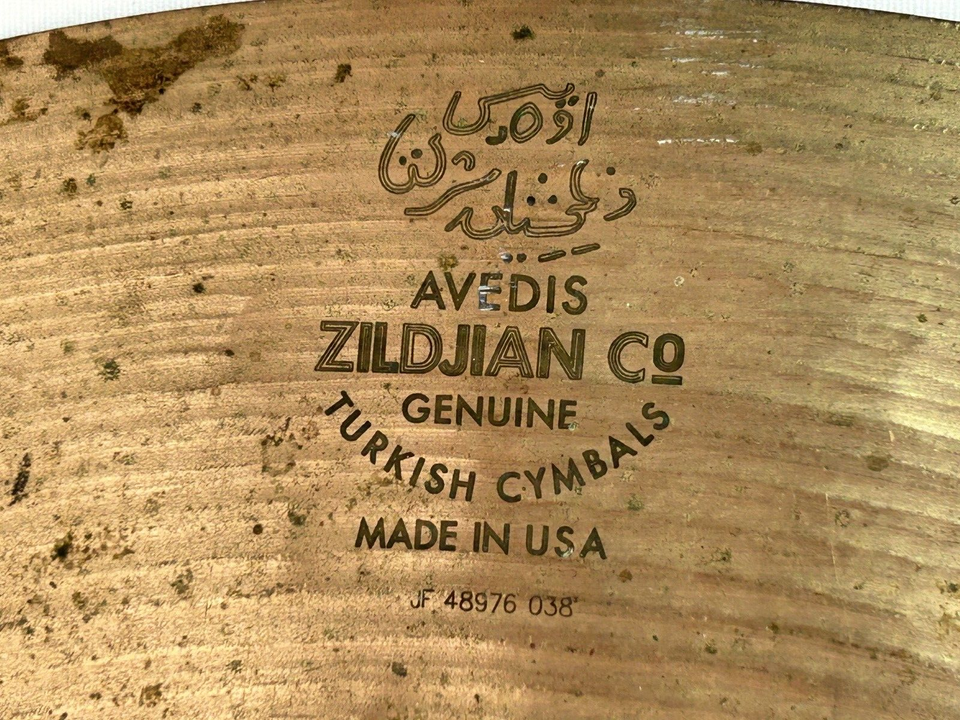 AVEDIS
ZILDJIAN Co
GENUINE
TURKISH CYMBALS
MADE IN USA
JF 48976 038